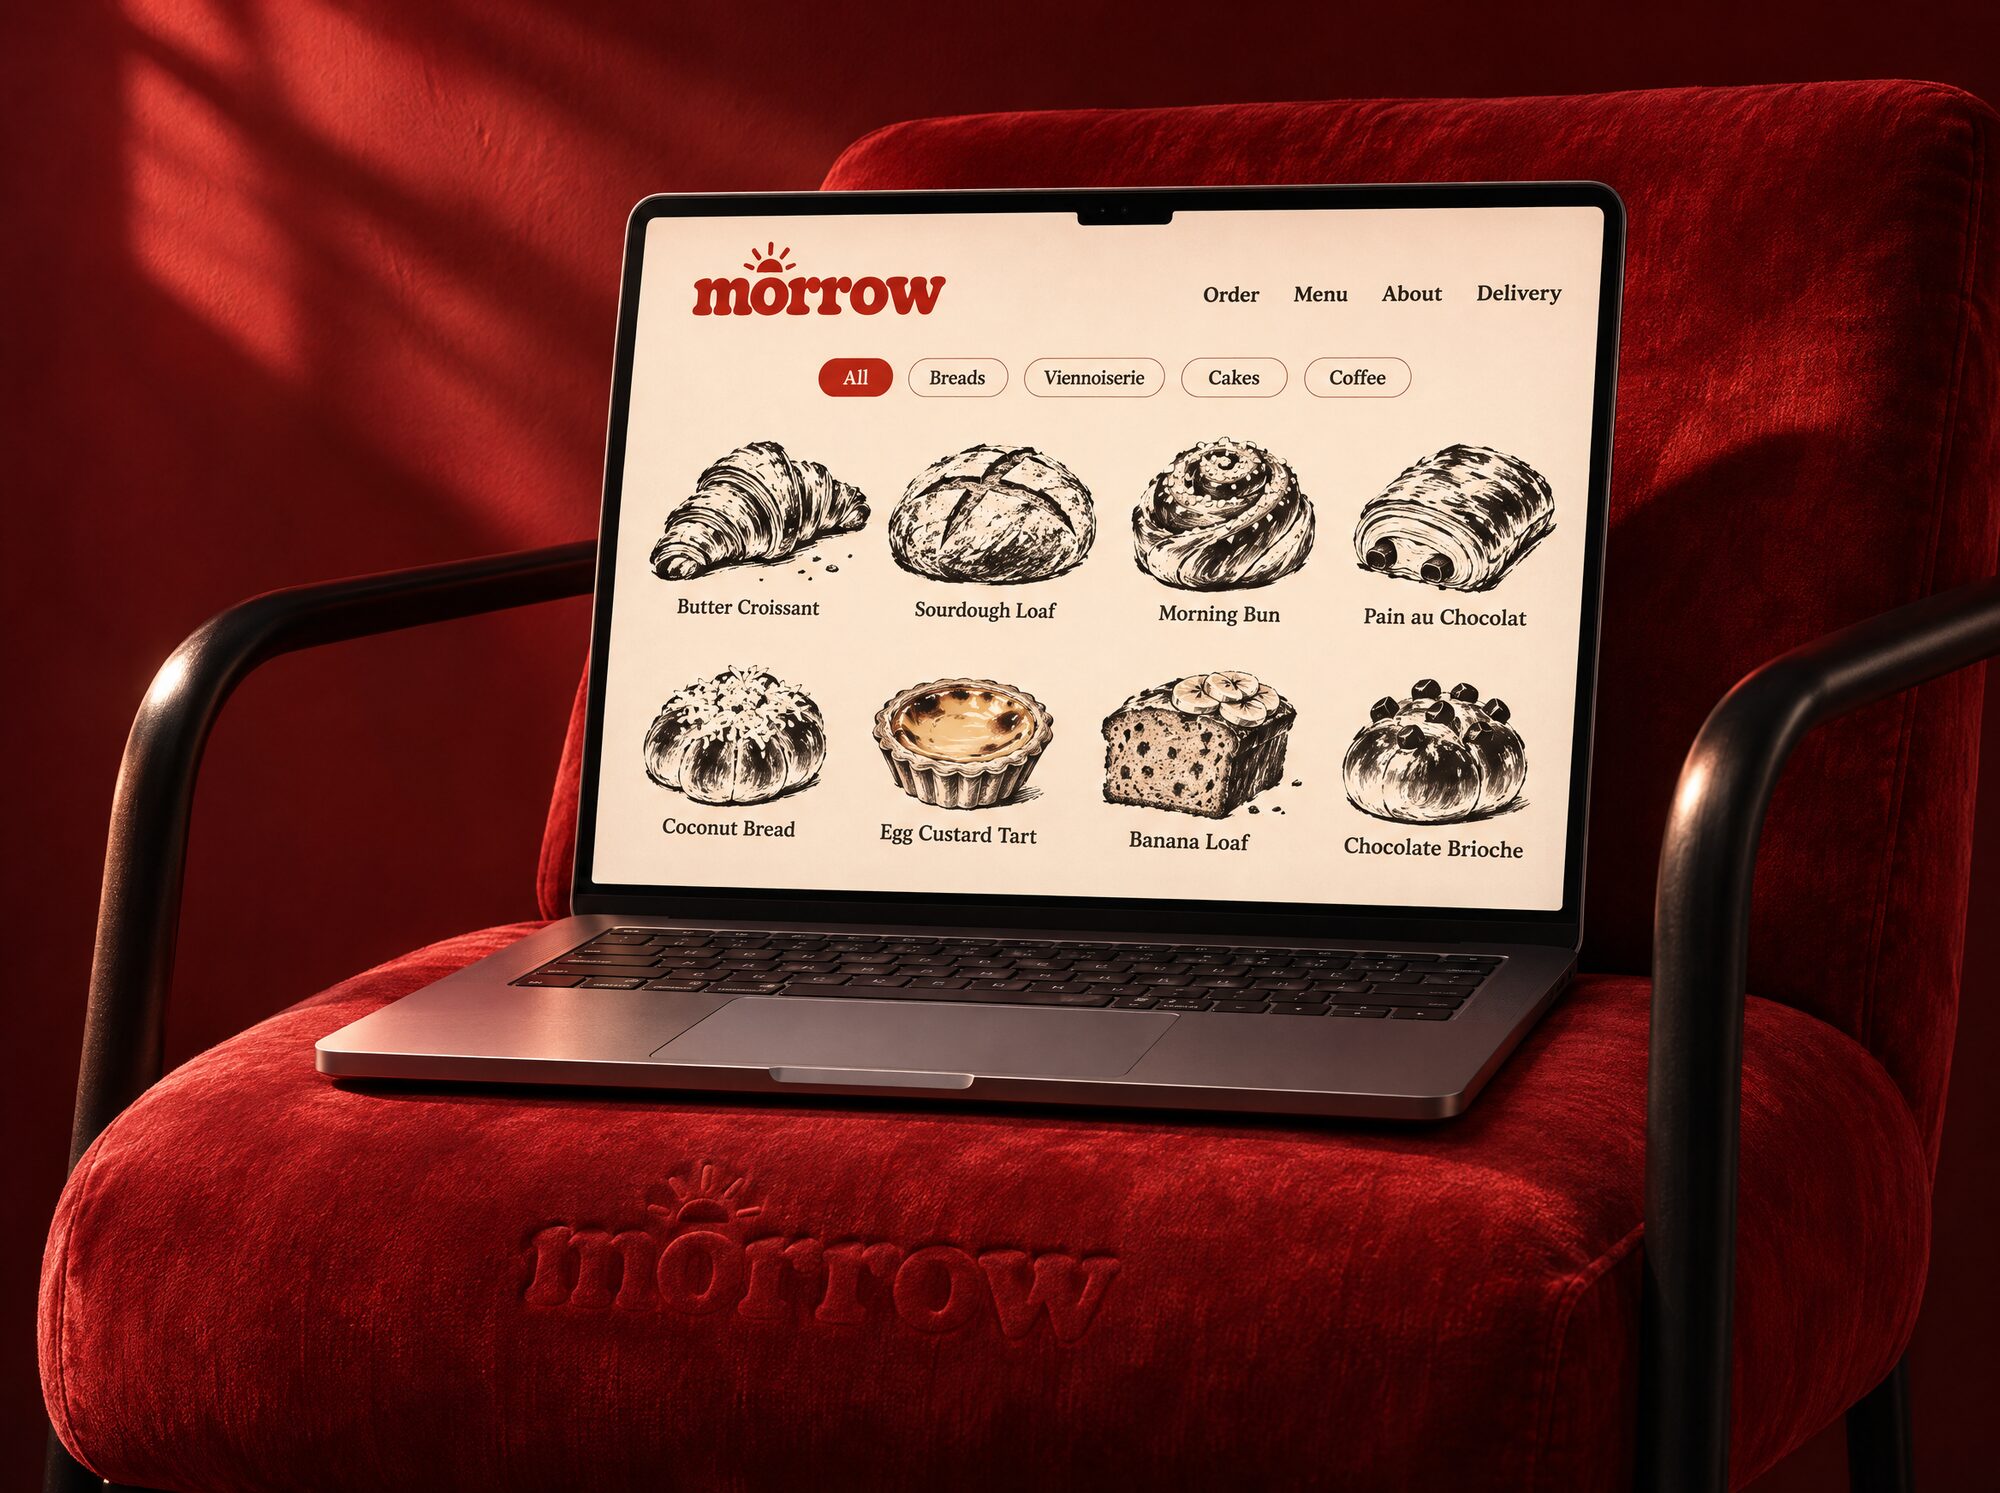 morrow
Order Menu About Delivery
All Breads Viennoiserie Cakes Coffee
Butter Croissant Sourdough Loaf Morning Bun Pain au Chocolat
Coconut Bread Egg Custard Tart Banana Loaf Chocolate Brioche
morrow